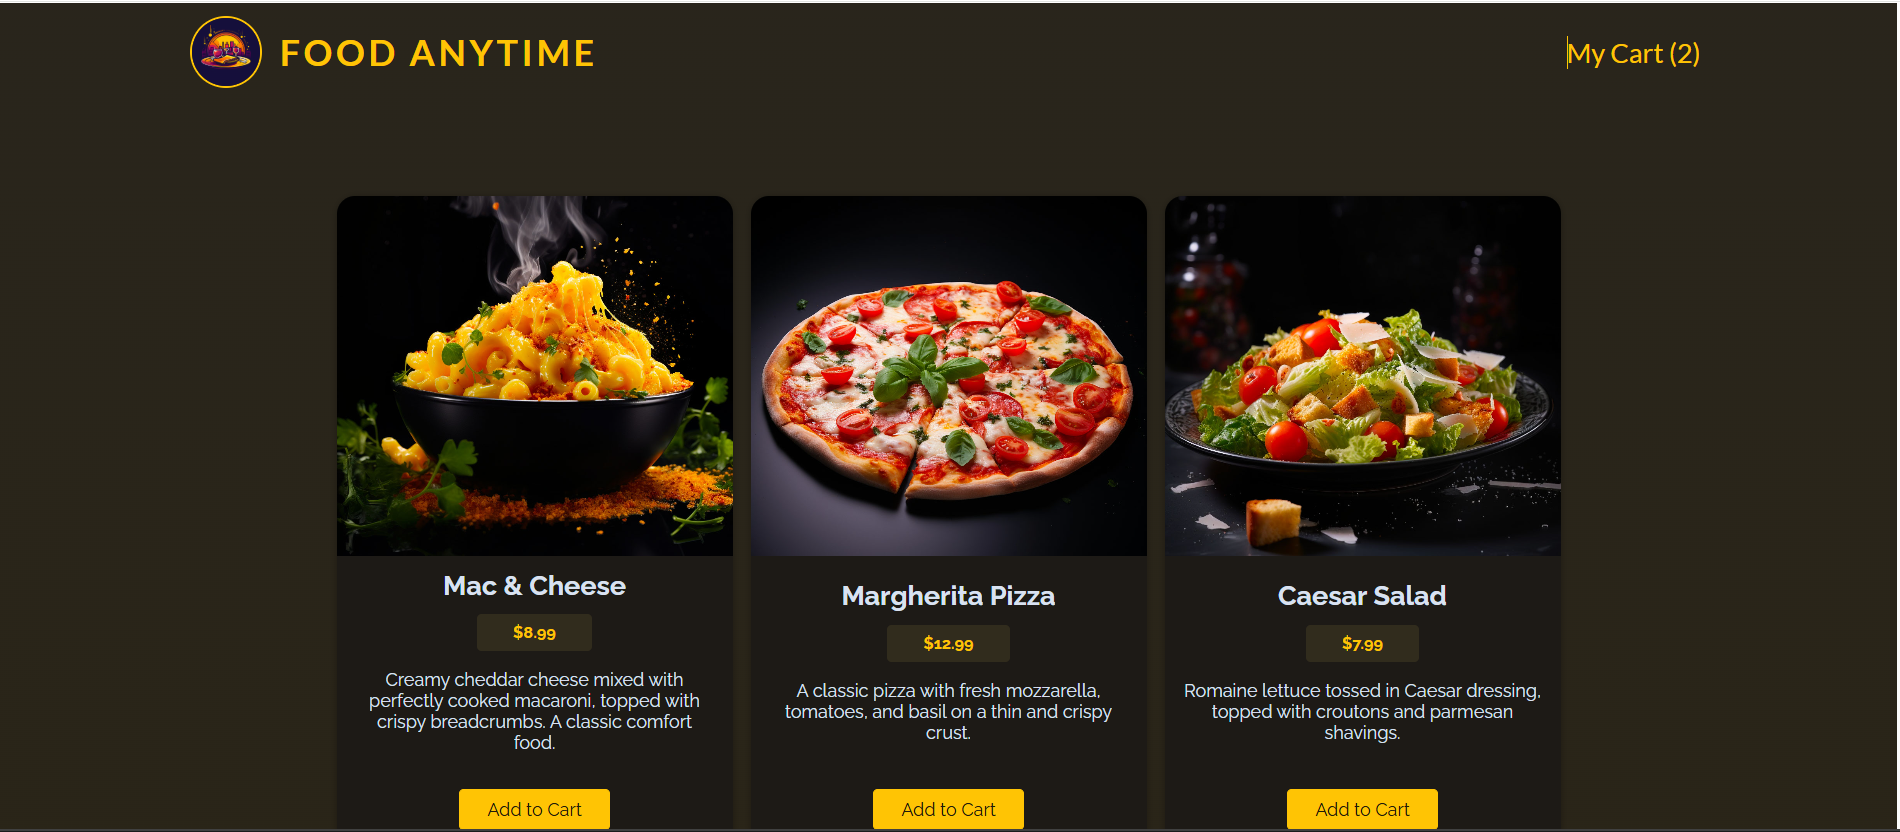 FOOD ANYTIME
My Cart (2)
Mac & Cheese
$8.99
Creamy cheddar cheese mixed with
perfectly cooked macaroni, topped with
crispy breadcrumbs. A classic comfort
food.
Add to Cart
Margherita Pizza
$12.99
A classic pizza with fresh mozzarella,
tomatoes, and basil on a thin and crispy
crust.
Add to Cart
Caesar Salad
$7.99
Romaine lettuce tossed in Caesar dressing,
topped with croutons and parmesan
shavings.
Add to Cart